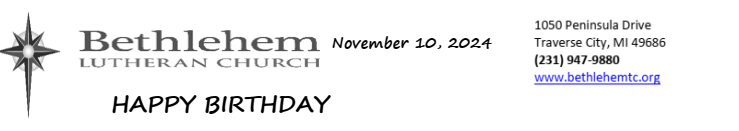 Bethlehem
LUTHERAN CHURCH
November 10, 2024
HAPPY BIRTHDAY
1050 Peninsula Drive
Traverse City, MI 49686
(231) 947-9880
www.bethlehemtc.org